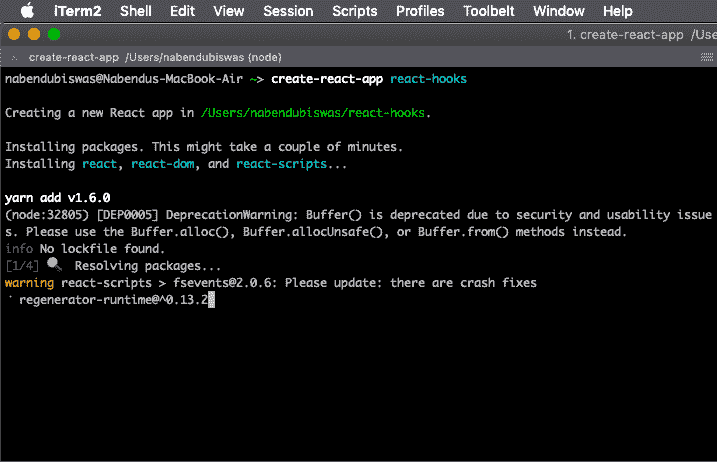 iTerm2 Shell Edit View Session Scripts Profiles Toolbelt Window Help
1. create-react-app /Use
create-react-app /Users/nabendubiswas (node)
nabendubiswas@Nabendus-MacBook-Air ~> create-react-app react-hooks
Creating a new React app in /Users/nabendubiswas/react-hooks.
Installing packages. This might take a couple of minutes.
Installing react, react-dom, and react-scripts...
yarn add v1.6.0
(node:32805) [DEP0005] DeprecationWarning: Buffer() is deprecated due to security and usability issue
s. Please use the Buffer.alloc(), Buffer.allocUnsafe(), or Buffer.from() methods instead.
info No lockfile found.
[1/4] 🔍 Resolving packages...
warning react-scripts > fsevents@2.0.6: Please update: there are crash fixes
⠁ regenerator-runtime@^0.13.2